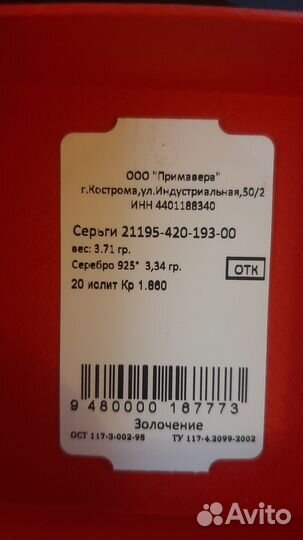 ООО "Примавера"
г.Кострома,ул.Индустриальная,50/2
ИНН 4401188340
Серьги 21195-420-193-00
вес: 3.71 гр.
Серебро 925* 3,34 гр.
ОТК
20 ислит Кр 1.860
9 480000 167773
Золочение
ОСТ 117-3-002-95 ТУ 117-4.2099-2002
Avito